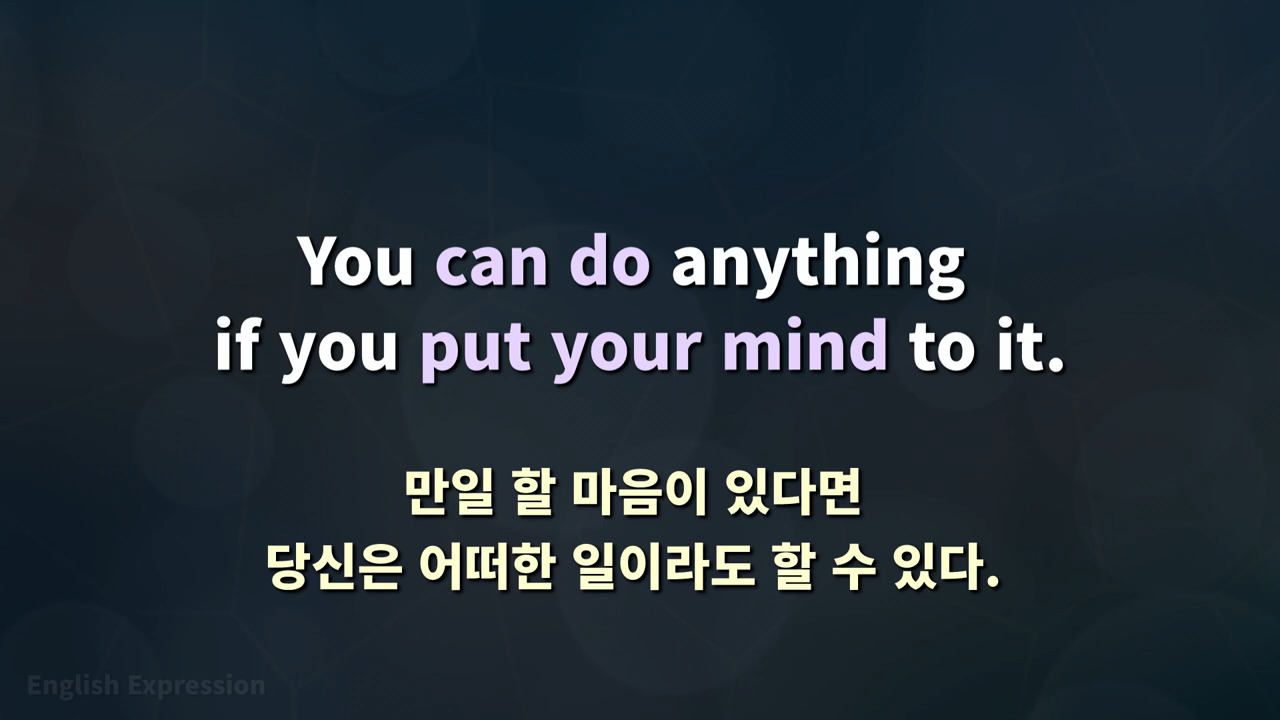 You can do anything
if you put your mind to it.
만일 할 마음이 있다면
당신은 어떠한 일이라도 할 수 있다.
English Expression